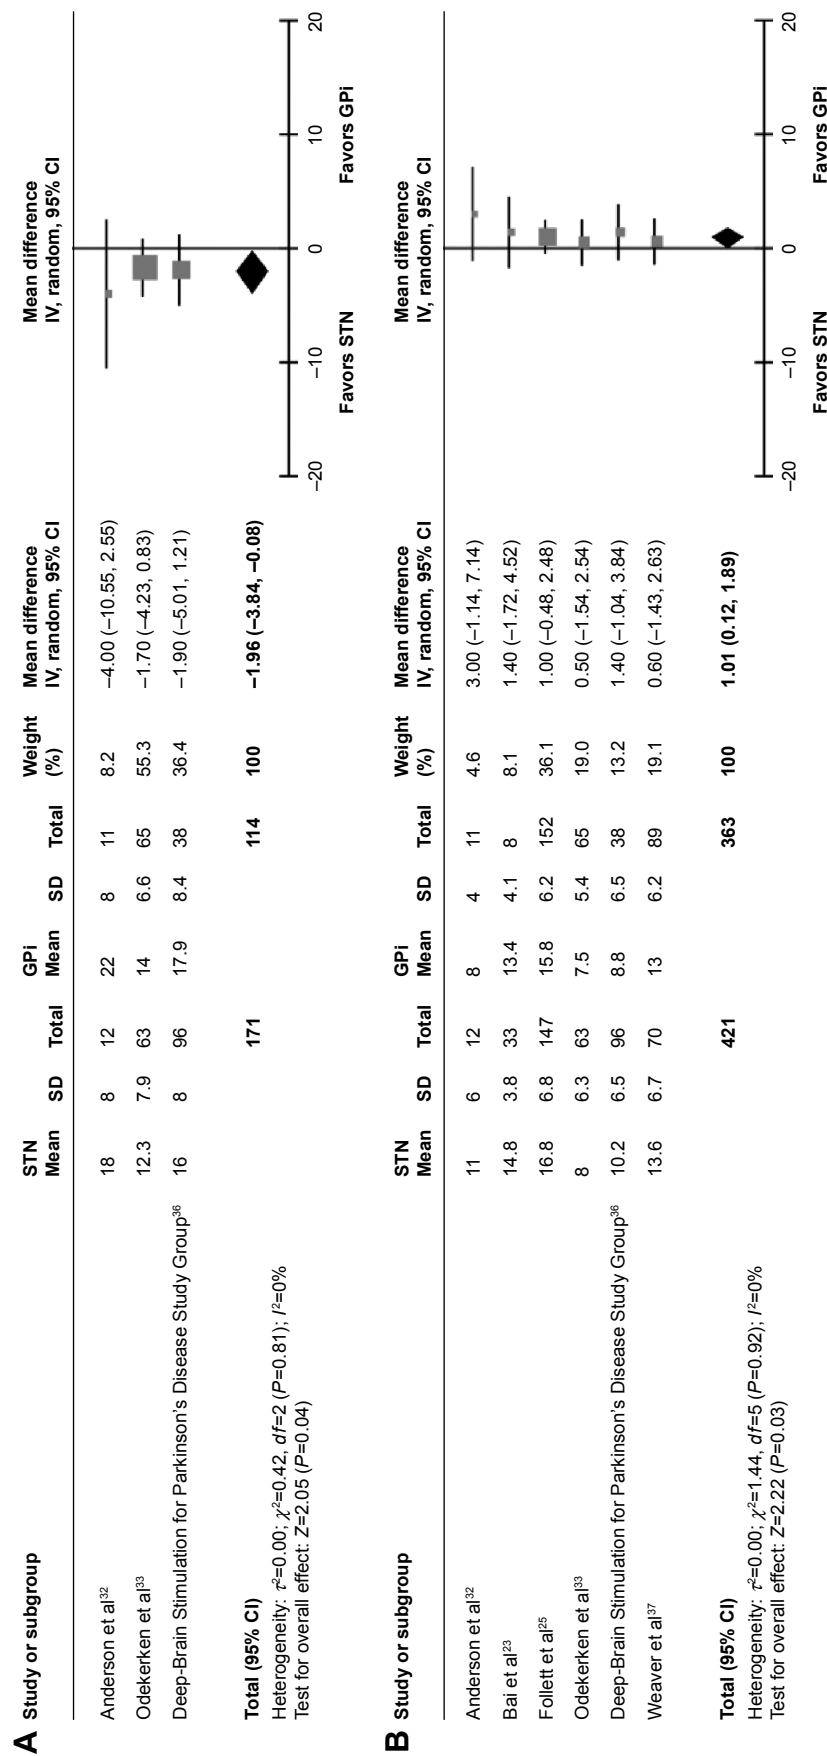 A
STN GPi Weight Mean difference Mean difference
Study or subgroup Mean SD Total Mean SD Total (%) IV, random, 95% CI IV, random, 95% CI
Anderson et al32 18 8 12 22 8 11 8.2 –4.00 (–10.55, 2.55)
Odekerken et al33 12.3 7.9 63 14 6.6 65 55.3 –1.70 (–4.23, 0.83)
Deep-Brain Stimulation for Parkinson’s Disease Study Group36 16 8 96 17.9 8.4 38 36.4 –1.90 (–5.01, 1.21)
Total (95% CI) 171 114 100 –1.96 (–3.84, –0.08)
Heterogeneity: τ2=0.00; χ2=0.42, df=2 (P=0.81); I2=0%
Test for overall effect: Z=2.05 (P=0.04)
–20 –10 0 10 20
Favors STN Favors GPi
B
STN GPi Weight Mean difference Mean difference
Study or subgroup Mean SD Total Mean SD Total (%) IV, random, 95% CI IV, random, 95% CI
Anderson et al32 11 6 12 8 4 11 4.6 3.00 (–1.14, 7.14)
Bai et al23 14.8 3.8 33 13.4 4.1 8 8.1 1.40 (–1.72, 4.52)
Follett et al25 16.8 6.8 147 15.8 6.2 152 36.1 1.00 (–0.48, 2.48)
Odekerken et al33 8 6.3 63 7.5 5.4 65 19.0 0.50 (–1.54, 2.54)
Deep-Brain Stimulation for Parkinson’s Disease Study Group36 10.2 6.5 96 8.8 6.5 38 13.2 1.40 (–1.04, 3.84)
Weaver et al37 13.6 6.7 70 13 6.2 89 19.1 0.60 (–1.43, 2.63)
Total (95% CI) 421 363 100 1.01 (0.12, 1.89)
Heterogeneity: τ2=0.00; χ2=1.44, df=5 (P=0.92); I2=0%
Test for overall effect: Z=2.22 (P=0.03)
–20 –10 0 10 20
Favors STN Favors GPi